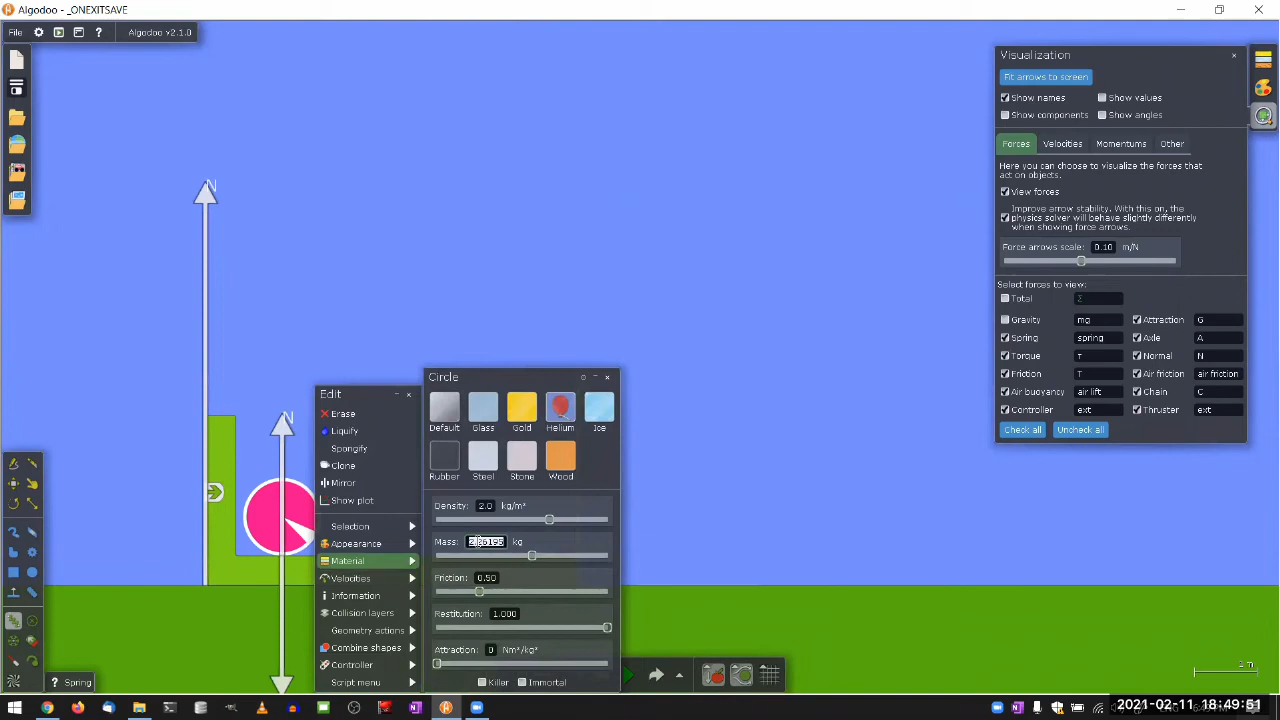 Algodoo - _ONEXITSAVE
File
?
Algodoo v2.1.0
N
N
Edit
Erase
Liquify
Spongify
Clone
Mirror
Show plot
Selection
Appearance
Material
Velocities
Information
Collision layers
Geometry actions
Combine shapes
Controller
Script menu
Circle
Default
Glass
Gold
Helium
Ice
Rubber
Steel
Stone
Wood
Density: 2.0 kg/m²
kg
Mass:
Friction: 0.50
Restitution: 1.000
Attraction: 0 Nm²/kg²
Killer
Immortal
Visualization
Fit arrows to screen
Show names
Show values
Show components
Show angles
Forces
Velocities
Momentums
Other
Here you can choose to visualize the forces that
act on objects.
View forces
Improve arrow stability. With this on, the
physics solver will behave slightly differently
when showing force arrows.
Force arrows scale: 0.10 m/N
Select forces to view:
Total Σ
Gravity mg
Attraction G
Spring spring
Axle A
Torque τ
Normal N
Friction T
Air friction air friction
Air buoyancy air lift
Chain C
Controller ext
Thruster ext
Check all
Uncheck all
? Spring
1 m
2021-02-11 18:49:51